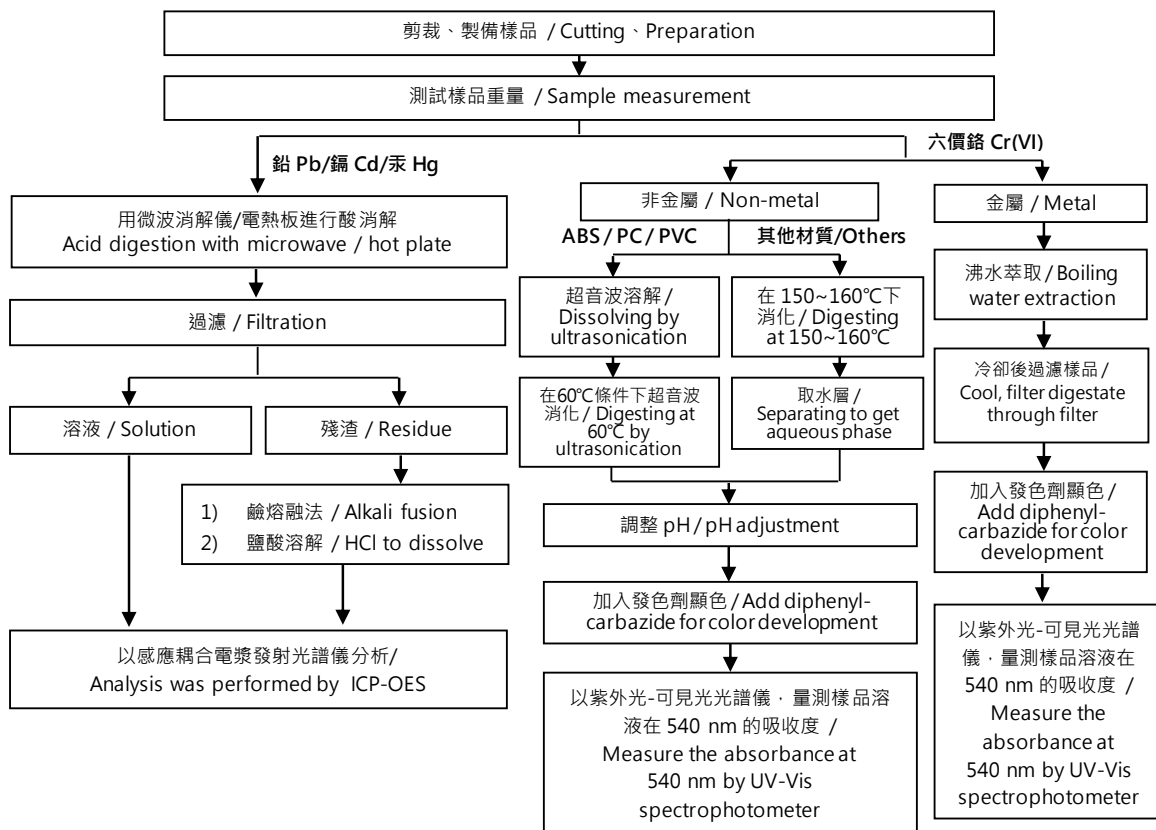 剪裁、製備樣品 / Cutting、Preparation
測試樣品重量 / Sample measurement
鉛 Pb/鎘 Cd/汞 Hg
六價鉻 Cr(VI)
用微波消解儀/電熱板進行酸消解
Acid digestion with microwave / hot plate
過濾 / Filtration
溶液 / Solution
殘渣 / Residue
1) 鹼熔融法 / Alkali fusion
2) 鹽酸溶解 / HCl to dissolve
以感應耦合電漿發射光譜儀分析/
Analysis was performed by ICP-OES
非金屬 / Non-metal
ABS / PC / PVC
其他材質/Others
超音波溶解 /
Dissolving by
ultrasonication
在60℃條件下超音波
消化 / Digesting at
60℃ by
ultrasonication
在 150~160℃下
消化 / Digesting
at 150~160℃
取水層 /
Separating to get
aqueous phase
調整 pH / pH adjustment
加入發色劑顯色 / Add diphenyl-
carbazide for color development
以紫外光-可見光光譜儀，量測樣品溶
液在 540 nm 的吸收度 /
Measure the absorbance at
540 nm by UV-Vis
spectrophotometer
金屬 / Metal
沸水萃取 / Boiling
water extraction
冷卻後過濾樣品 /
Cool, filter digestate
through filter
加入發色劑顯色 /
Add diphenyl-
carbazide for color
development
以紫外光-可見光光譜
儀，量測樣品溶液在
540 nm 的吸收度 /
Measure the
absorbance at
540 nm by UV-Vis
spectrophotometer